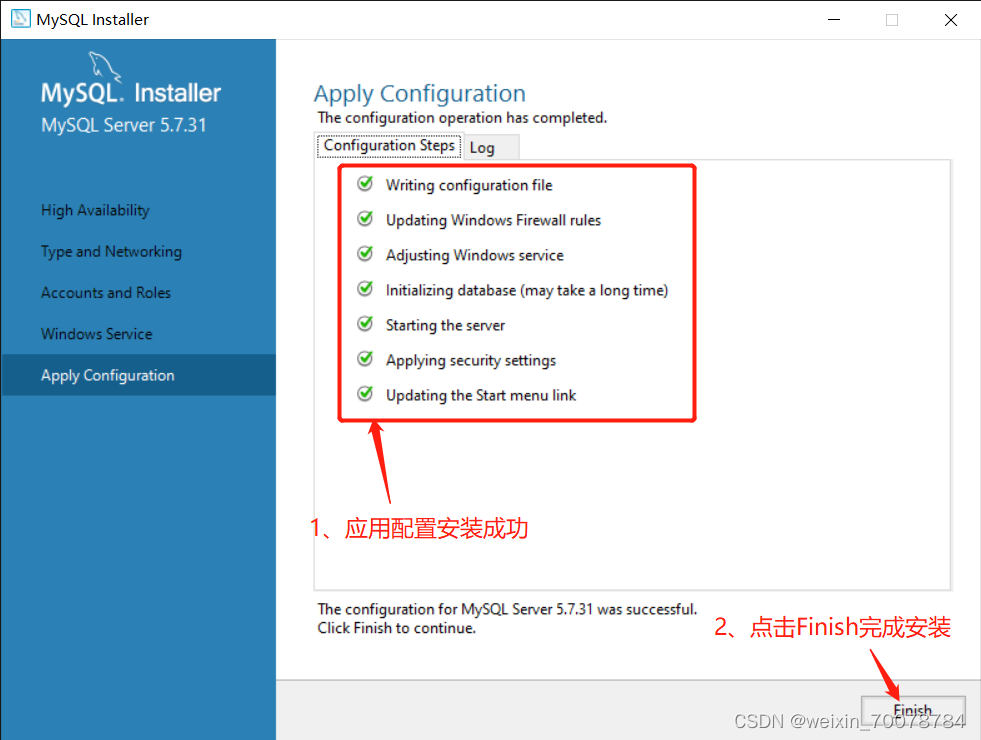 MySQL Installer
MySQL. Installer
MySQL Server 5.7.31
High Availability
Type and Networking
Accounts and Roles
Windows Service
Apply Configuration
Apply Configuration
The configuration operation has completed.
Configuration Steps
Log
Writing configuration file
Updating Windows Firewall rules
Adjusting Windows service
Initializing database (may take a long time)
Starting the server
Applying security settings
Updating the Start menu link
1、应用配置安装成功
The configuration for MySQL Server 5.7.31 was successful.
Click Finish to continue.
2、点击Finish完成安装
Finish
CSDN @weixin_70078784